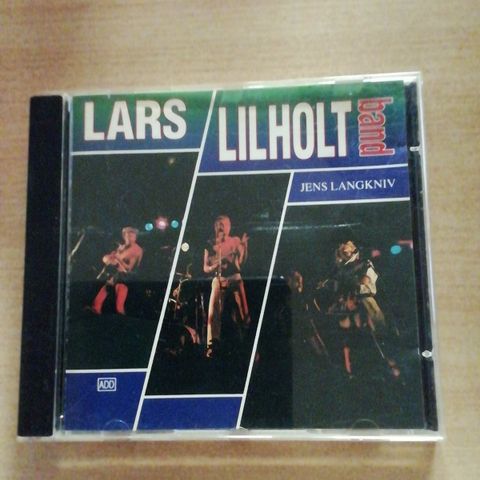 LARS
LILHOLT
band
JENS LANGKNIV
ADD